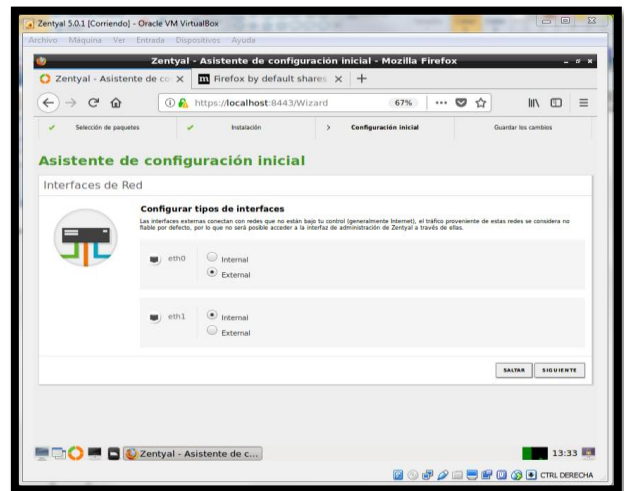 Zentyal 5.0.1 [Corriendo] - Oracle VM VirtualBox
Archivo Máquina Ver Entrada Dispositivos Ayuda
Zentyal - Asistente de configuración inicial - Mozilla Firefox
Zentyal - Asistente de co
Firefox by default shares
https://localhost:8443/Wizard
67%
Selección de paquetes
Instalación
Configuración inicial
Guardar los cambios
Asistente de configuración inicial
Interfaces de Red
Configurar tipos de interfaces
Las interfaces externas conectan con redes que no están bajo tu control (generalmente Internet), el tráfico proveniente de estas redes se considera no
fiable por defecto, por lo que no será posible acceder a la interfaz de administración de Zentyal a través de ellas.
eth0
Internal
External
eth1
Internal
External
SALTAR
SIGUIENTE
Zentyal - Asistente de c...
13:33
CTRL DERECHA